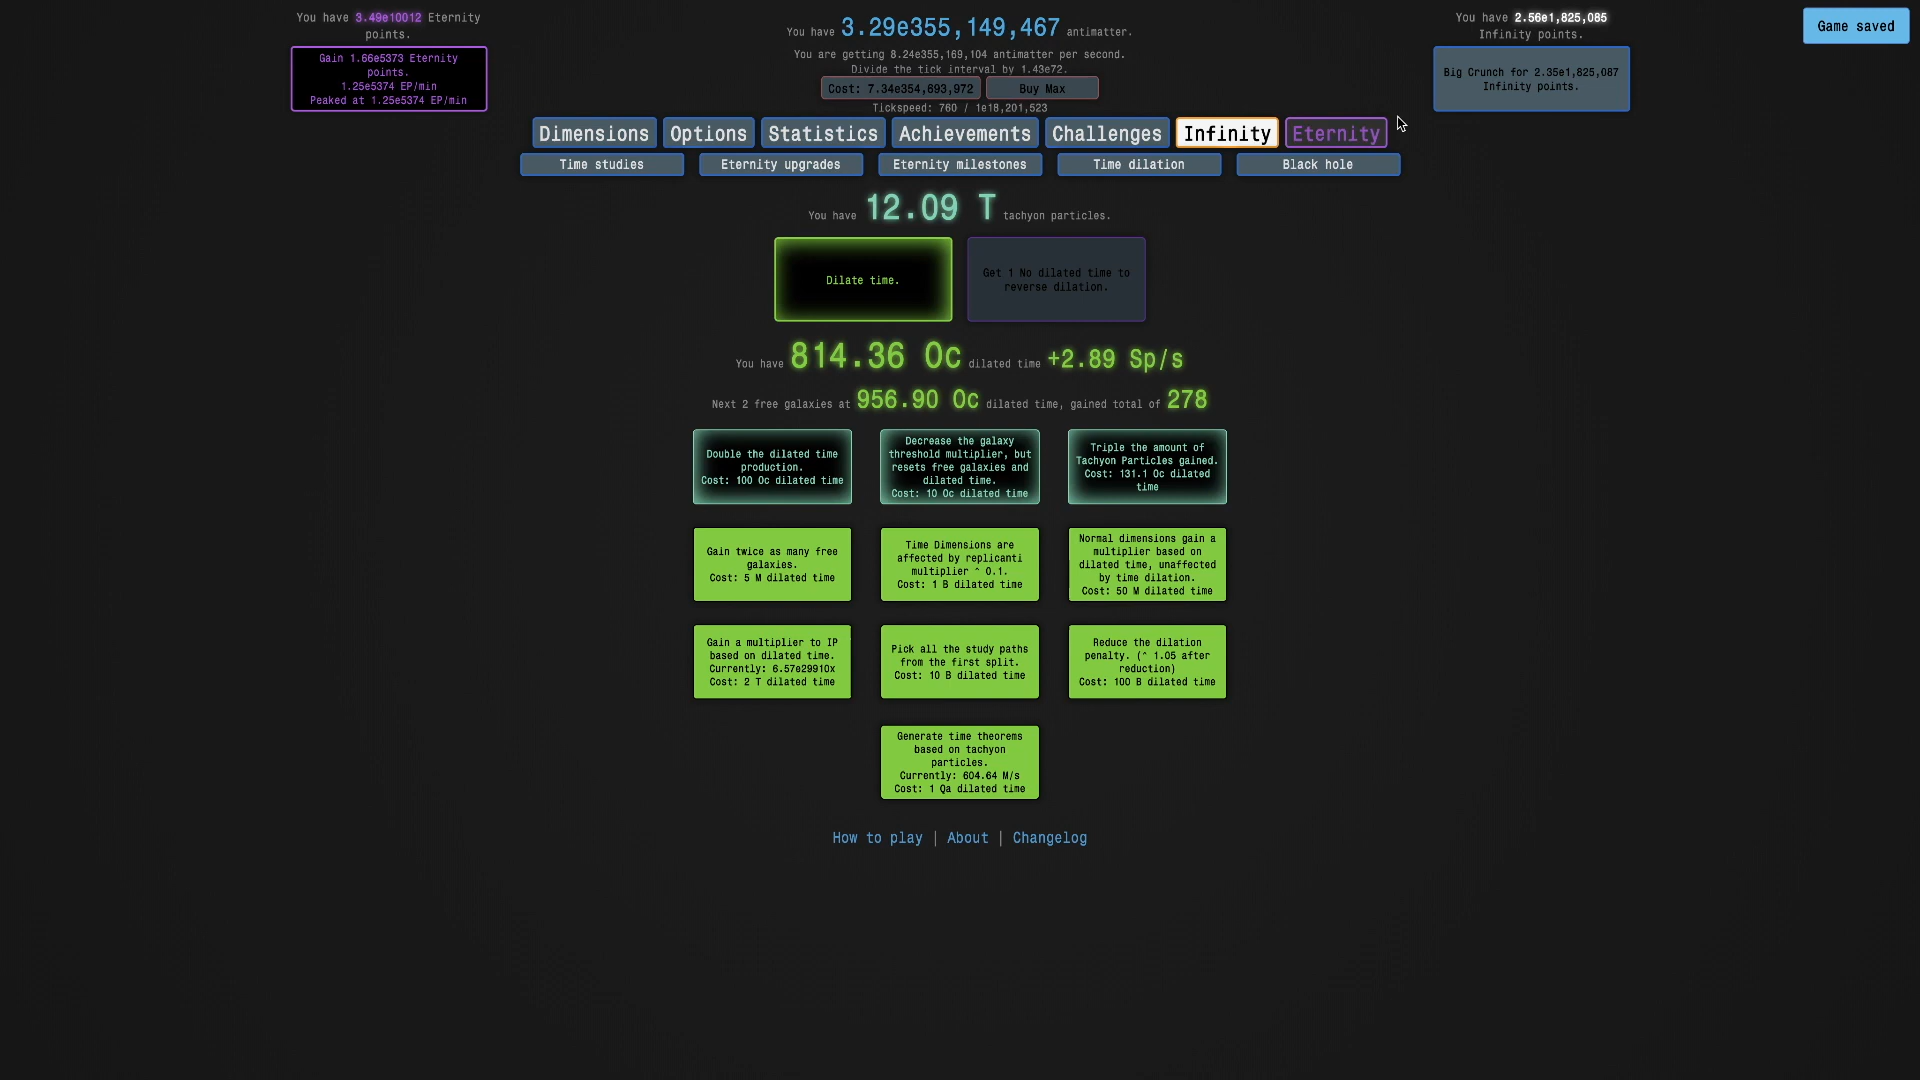 You have 3.49e10012 Eternity
points.
Gain 1.66e5373 Eternity
points.
1.25e5374 EP/min
Peaked at 1.25e5374 EP/min
You have 3.29e355,149,467 antimatter.
You are getting 8.24e355,169,104 antimatter per second.
Divide the tick interval by 1.43e72.
Cost: 7.34e354,693,972
Buy Max
Tickspeed: 760 / 1e18,201,523
You have 2.56e1,825,085
Infinity points.
Big Crunch for 2.35e1,825,087
Infinity points.
Game saved
Dimensions
Options
Statistics
Achievements
Challenges
Infinity
Eternity
Time studies
Eternity upgrades
Eternity milestones
Time dilation
Black hole
You have 12.09 T tachyon particles.
Dilate time.
Get 1 No dilated time to
reverse dilation.
You have 814.36 Oc dilated time +2.89 Sp/s
Next 2 free galaxies at 956.90 Oc dilated time, gained total of 278
Double the dilated time
production.
Cost: 100 Oc dilated time
Decrease the galaxy
threshold multiplier, but
resets free galaxies and
dilated time.
Cost: 10 Oc dilated time
Triple the amount of
Tachyon Particles gained.
Cost: 131.1 Oc dilated
time
Gain twice as many free
galaxies.
Cost: 5 M dilated time
Time Dimensions are
affected by replicanti
multiplier ^ 0.1.
Cost: 1 B dilated time
Normal dimensions gain a
multiplier based on
dilated time, unaffected
by time dilation.
Cost: 50 M dilated time
Gain a multiplier to IP
based on dilated time.
Currently: 6.57e29910x
Cost: 2 T dilated time
Pick all the study paths
from the first split.
Cost: 10 B dilated time
Reduce the dilation
penalty. (^ 1.05 after
reduction)
Cost: 100 B dilated time
Generate time theorems
based on tachyon
particles.
Currently: 604.64 M/s
Cost: 1 Qa dilated time
How to play | About | Changelog